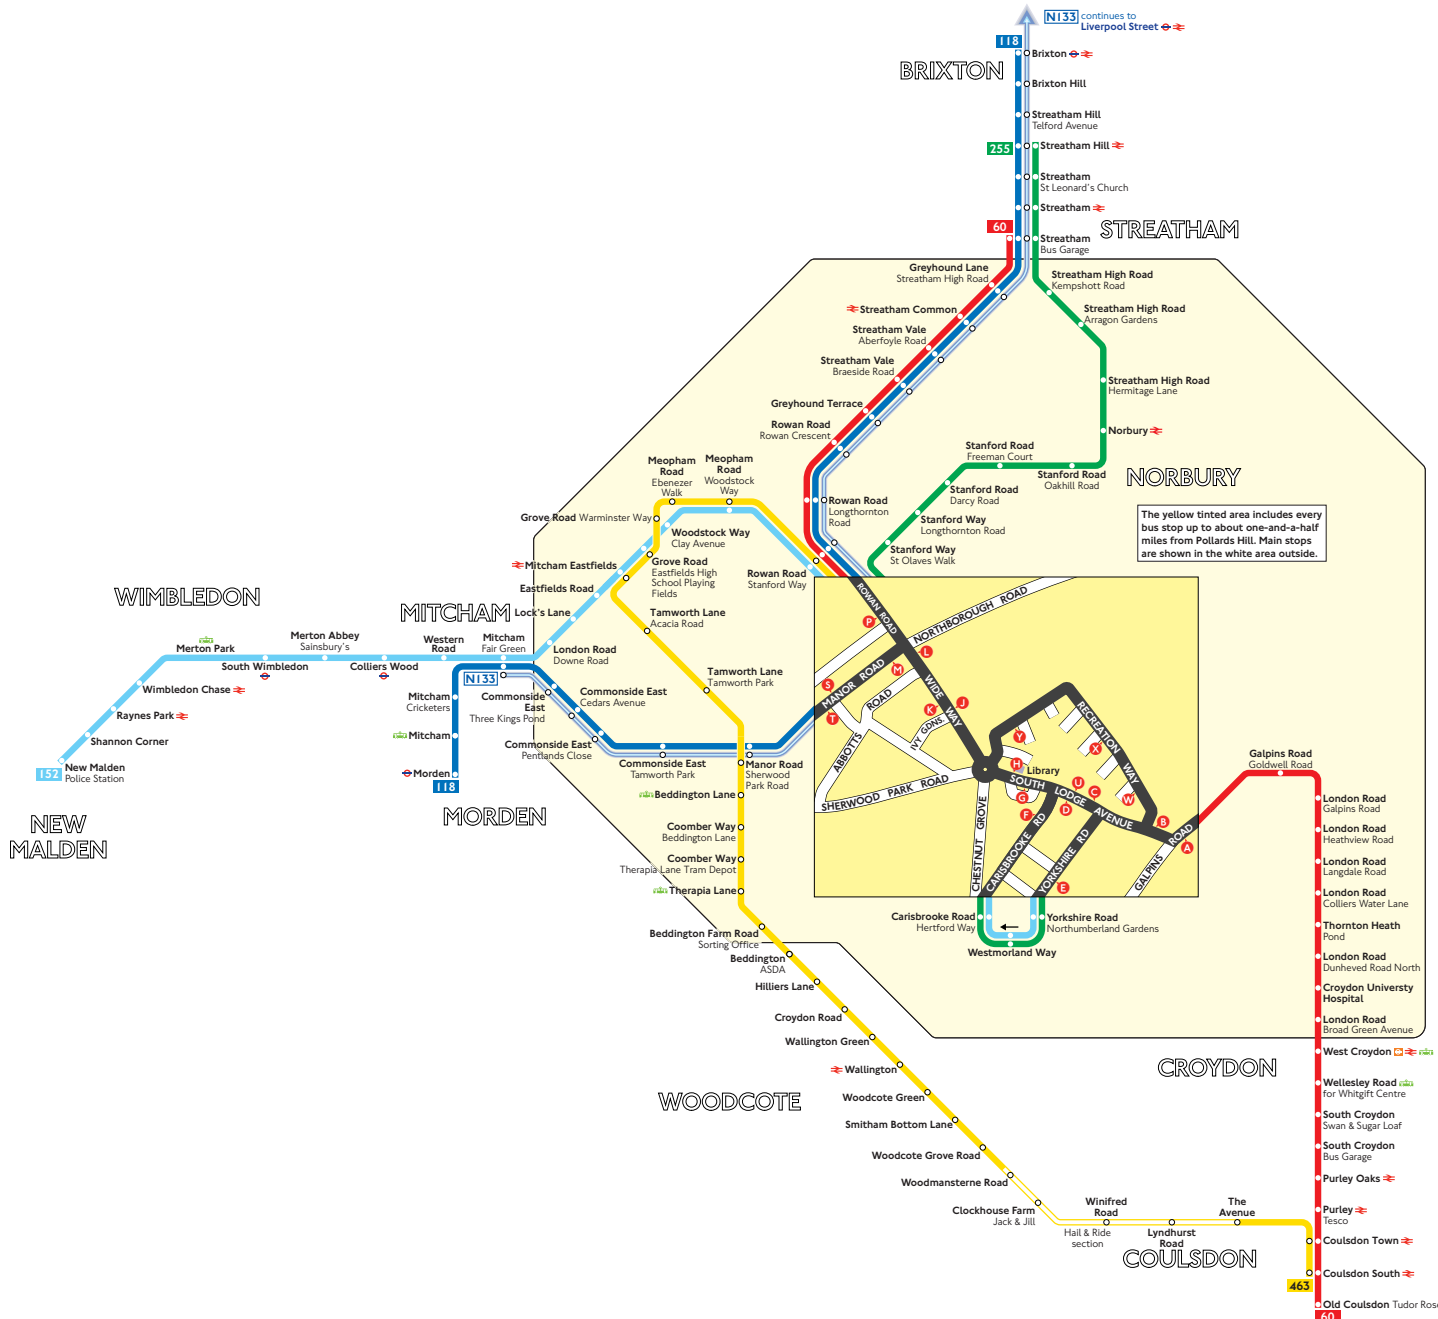 N133 continues to
Liverpool Street
118
Brixton
BRIXTON
Brixton Hill
Streatham Hill
Telford Avenue
255
Streatham Hill
Streatham
St Leonard's Church
Streatham
60
STREATHAM
Streatham
Bus Garage
Greyhound Lane
Streatham High Road
Streatham High Road
Kempshott Road
Streatham Common
Streatham High Road
Arragon Gardens
Streatham Vale
Aberfoyle Road
Streatham Vale
Braeside Road
Streatham High Road
Hermitage Lane
Greyhound Terrace
Rowan Road
Rowan Crescent
Norbury
Stanford Road
Freeman Court
Stanford Road
Oakhill Road
NORBURY
Meopham
Road
Ebenezer
Walk
Meopham
Road
Woodstock
Way
Stanford Road
Darcy Road
Rowan Road
Longthornton
Road
Grove Road Warminster Way
Stanford Way
Longthornton Road
The yellow tinted area includes every
bus stop up to about one-and-a-half
miles from Pollards Hill. Main stops
are shown in the white area outside.
Woodstock Way
Clay Avenue
Stanford Way
St Olaves Walk
Mitcham Eastfields
Grove Road
Eastfields High
School Playing
Fields
Rowan Road
Stanford Way
Eastfields Road
WIMBLEDON
MITCHAM
Lock's Lane
Tamworth Lane
Acacia Road
Merton Park
Merton Abbey
Sainsbury's
Western
Road
Mitcham
Fair Green
South Wimbledon
Colliers Wood
London Road
Downe Road
N133
Wimbledon Chase
Mitcham
Cricketers
Commonside
East
Three Kings Pond
Commonside East
Cedars Avenue
Tamworth Lane
Tamworth Park
Raynes Park
Mitcham
Shannon Corner
Commonside East
Pentlands Close
Commonside East
Tamworth Park
Manor Road
Sherwood
Park Road
152
New Malden
Police Station
Morden
118
MORDEN
NEW
MALDEN
Beddington Lane
Coomber Way
Beddington Lane
Coomber Way
Therapia Lane Tram Depot
Therapia Lane
ROWAN ROAD
NORTHBOROUGH ROAD
P
L
M
MANOR ROAD
S
T
ABBOTTS ROAD
WIDE WAY
K
J
IVY GDNS.
RECREATION WAY
Y
X
H
Library
U
C
W
SHERWOOD PARK ROAD
SOUTH LODGE AVENUE
G
D
F
B
A
CHESTNUT GROVE
CARISBROOKE RD
YORKSHIRE RD
E
GALPINS ROAD
Galpins Road
Goldwell Road
London Road
Galpins Road
London Road
Heathview Road
London Road
Langdale Road
London Road
Colliers Water Lane
Thornton Heath
Pond
London Road
Dunheved Road North
Croydon Universty
Hospital
London Road
Broad Green Avenue
Carisbrooke Road
Hertford Way
Yorkshire Road
Northumberland Gardens
Westmorland Way
Beddington Farm Road
Sorting Office
Beddington
ASDA
Hilliers Lane
Croydon Road
Wallington Green
Wallington
Woodcote Green
WOODCOTE
Smitham Bottom Lane
Woodcote Grove Road
Woodmansterne Road
Clockhouse Farm
Jack & Jill
Winifred
Road
Hail & Ride
section
Lyndhurst
Road
The
Avenue
COULSDON
CROYDON
West Croydon
Wellesley Road
for Whitgift Centre
South Croydon
Swan & Sugar Loaf
South Croydon
Bus Garage
Purley Oaks
Purley
Tesco
Coulsdon Town
Coulsdon South
463
Old Coulsdon Tudor Rose
60